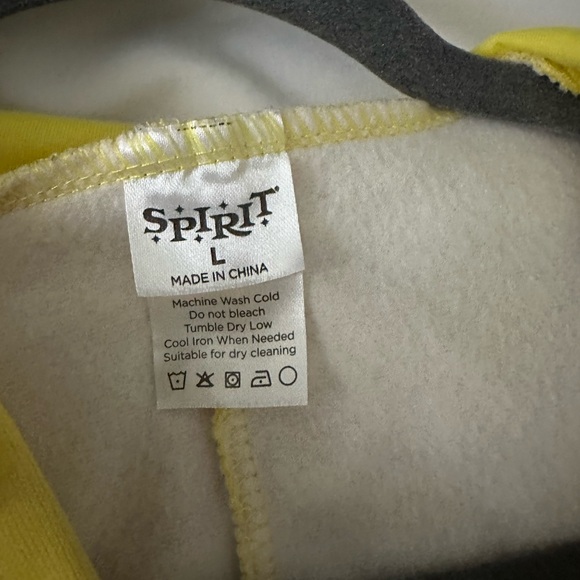 SPIRIT
L
MADE IN CHINA
Machine Wash Cold
Do not bleach
Tumble Dry Low
Cool Iron When Needed
Suitable for dry cleaning